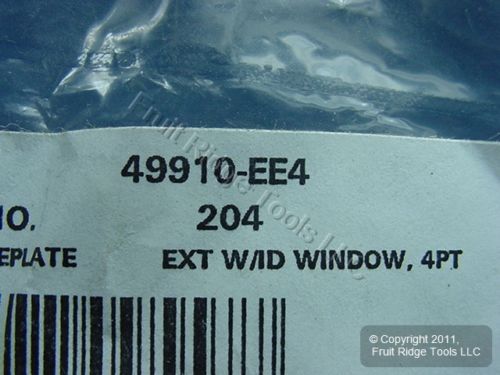 49910-EE4
IO. 204
EPLATE EXT W/ID WINDOW, 4PT
Fruit Ridge Tools LLC
© Copyright 2011,
Fruit Ridge Tools LLC